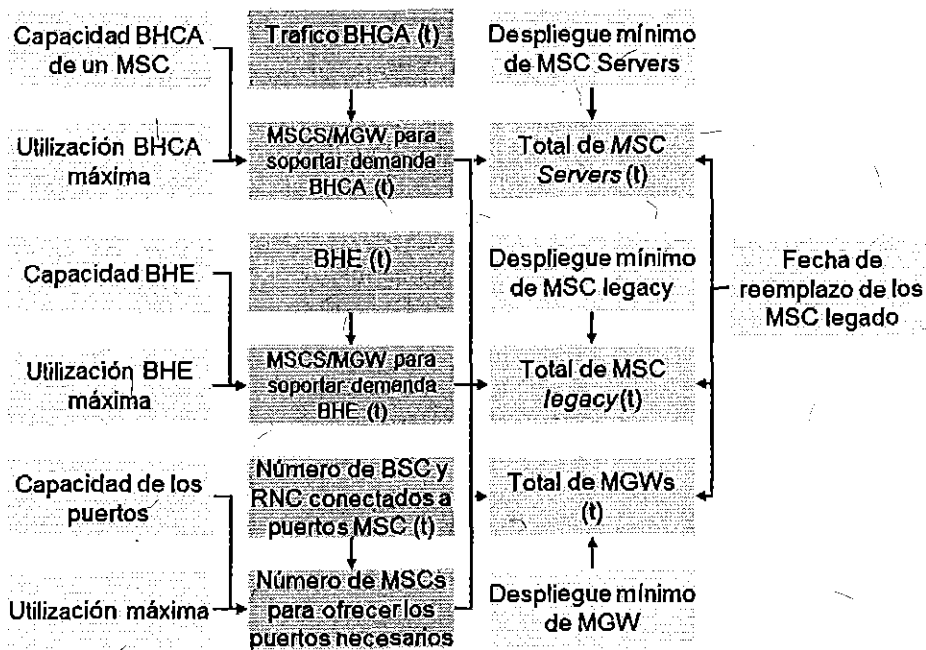 Capacidad BHCA
de un MSC
Trafico BHCA (t)
Despliegue mínimo
de MSC Servers
Utilización BHCA
máxima
MSCS/MGW para
soportar demanda
BHCA (t)
Total de MSC
Servers (t)
Capacidad BHE
BHE (t)
Despliegue mínimo
de MSC legacy
Fecha de
reemplazo de los
MSC legado
Utilización BHE
máxima
MSCS/MGW para
soportar demanda
BHE (t)
Total de MSC
legacy(t)
Capacidad de los
puertos
Número de BSC y
RNC conectados a
puertos MSC (t)
Total de MGWs
(t)
Utilización máxima
Número de MSCs
para ofrecer los
puertos necesarios
Despliegue mínimo
de MGW